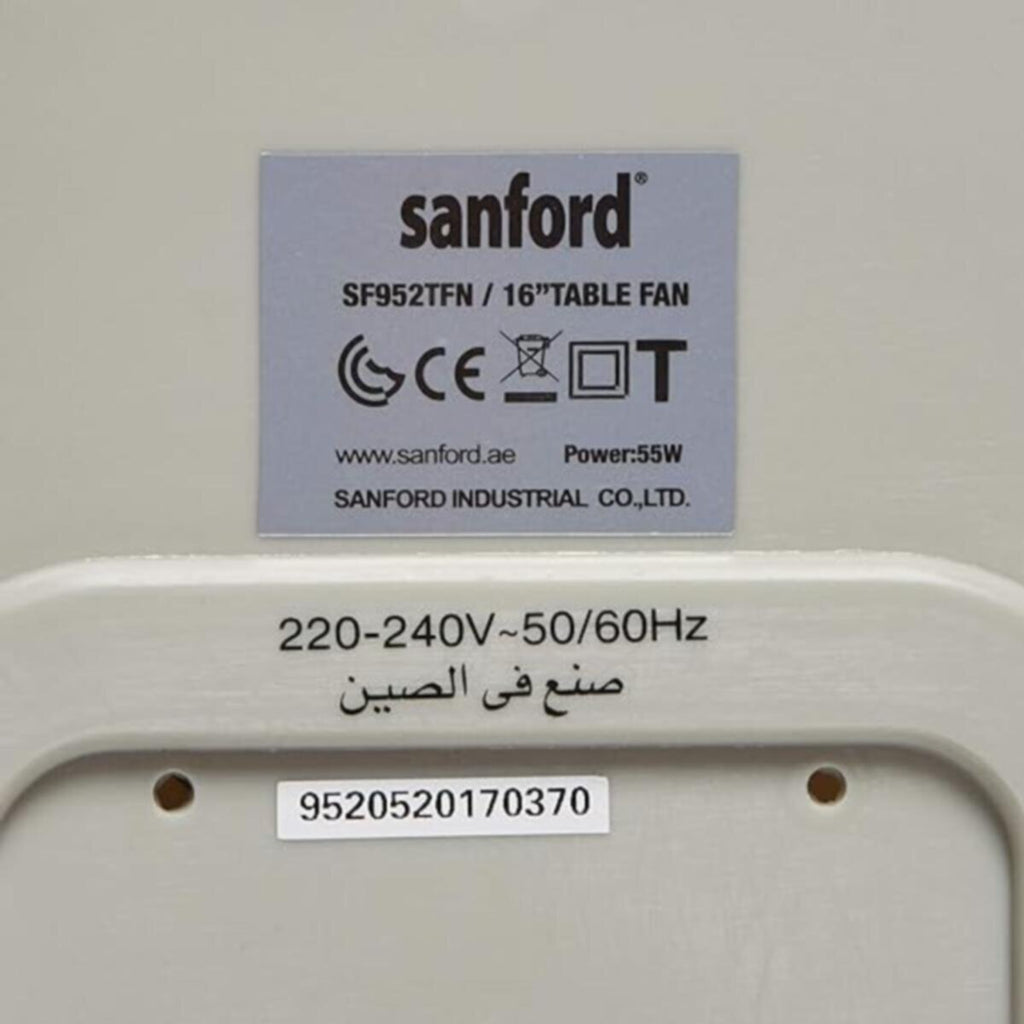 sanford®
SF952TFN / 16”TABLE FAN
CE T
www.sanford.ae Power:55W
SANFORD INDUSTRIAL CO.,LTD.
220-240V~50/60Hz
صنع في الصين
9520520170370